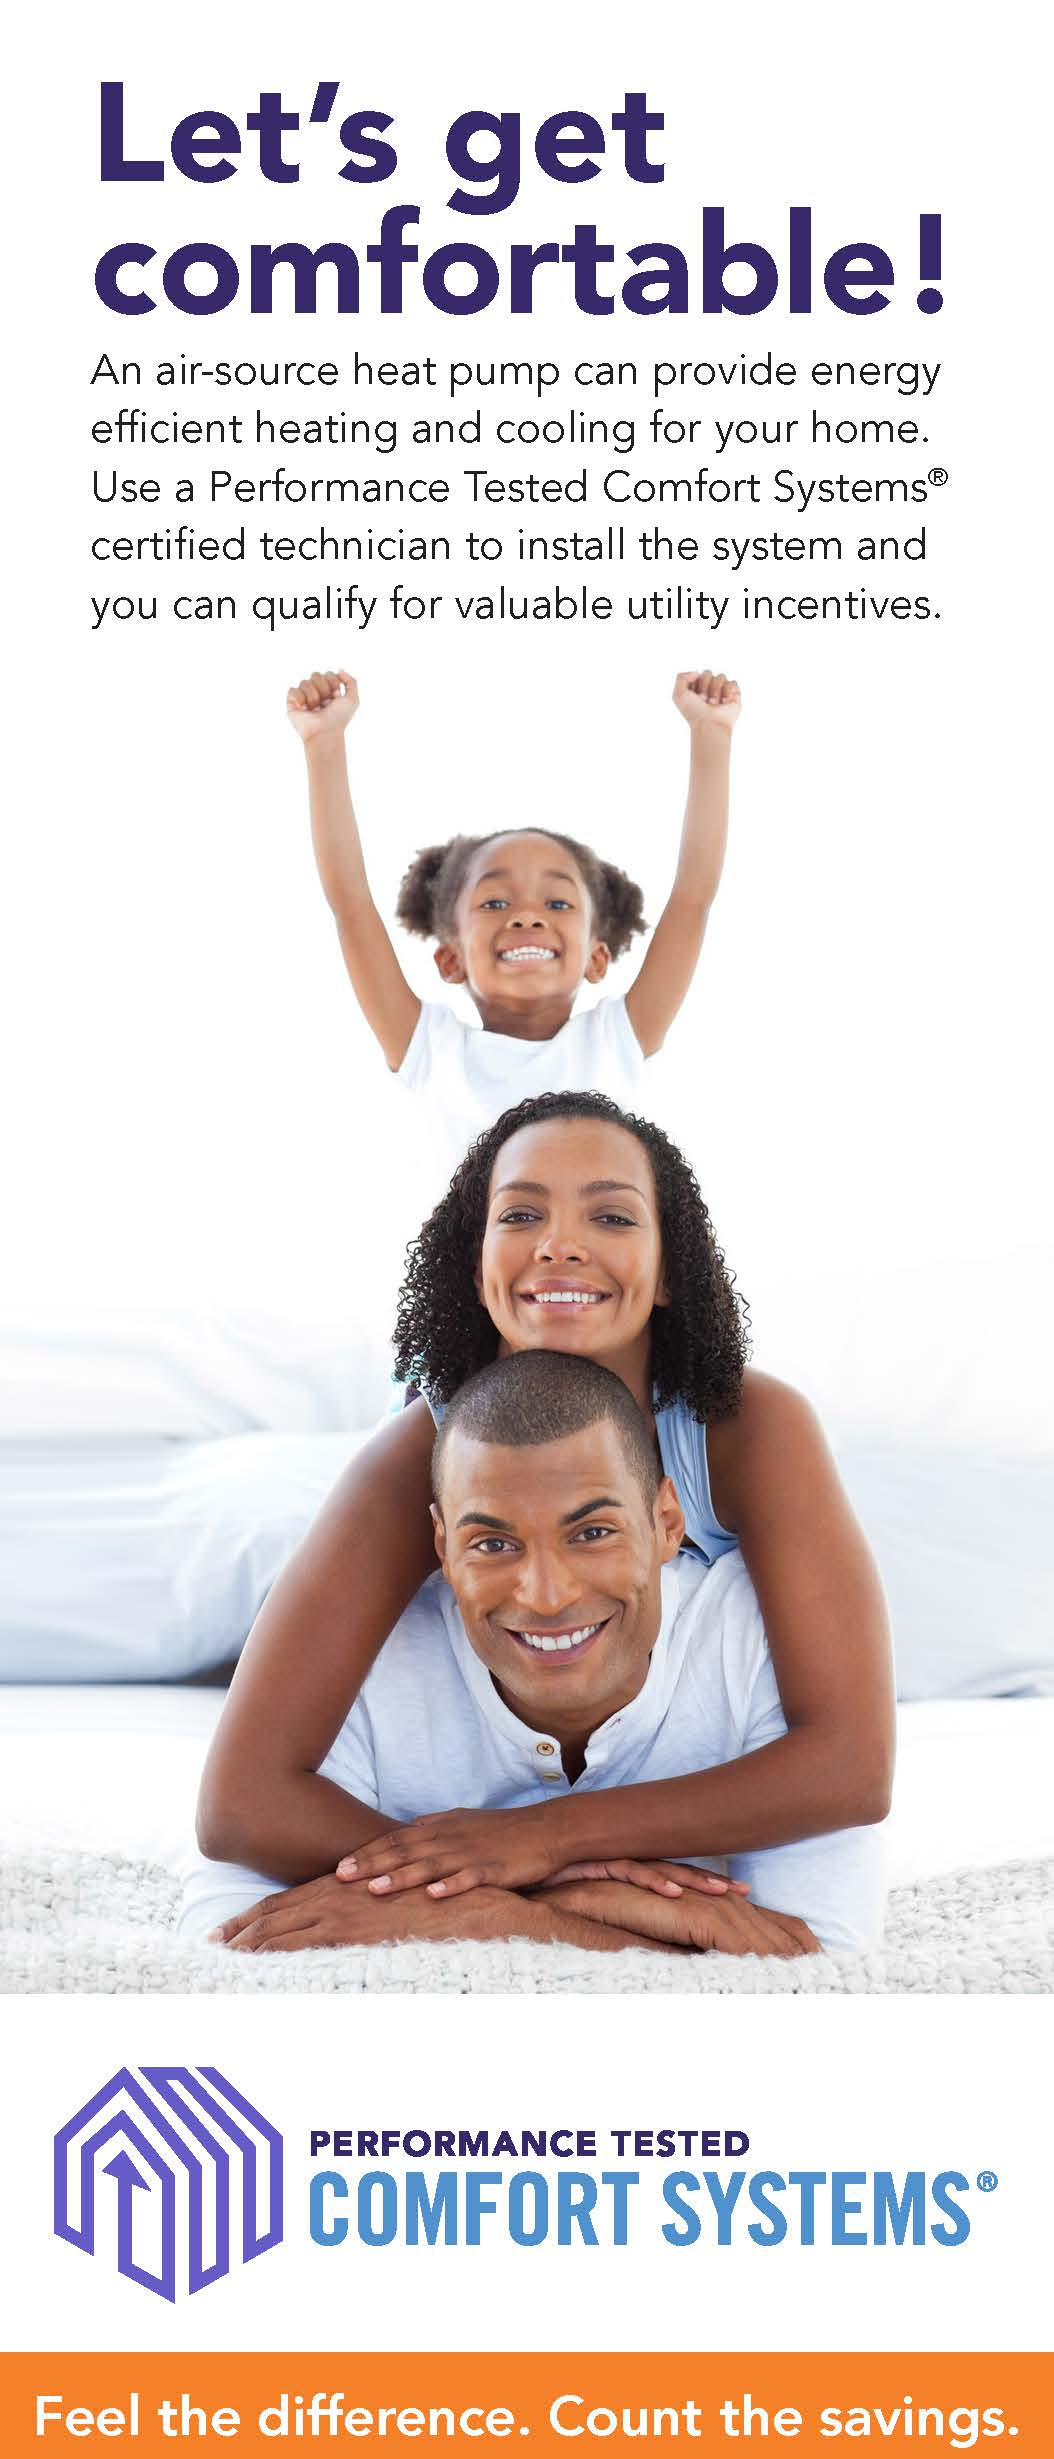 Let's get
comfortable!
An air-source heat pump can provide energy
efficient heating and cooling for your home.
Use a Performance Tested Comfort Systems®
certified technician to install the system and
you can qualify for valuable utility incentives.
PERFORMANCE TESTED
COMFORT SYSTEMS®
Feel the difference. Count the savings.